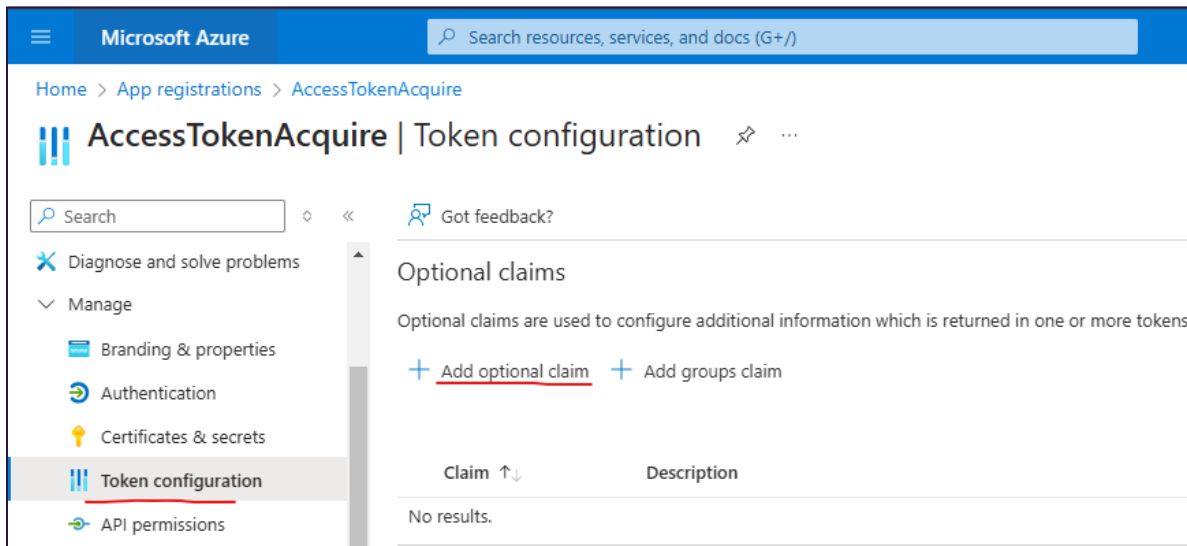 Microsoft Azure
Search resources, services, and docs (G+/)
Home > App registrations > AccessTokenAcquire
AccessTokenAcquire | Token configuration
Search
Got feedback?
Diagnose and solve problems
Optional claims
Manage
Optional claims are used to configure additional information which is returned in one or more tokens
Branding & properties
Add optional claim
Add groups claim
Authentication
Certificates & secrets
Token configuration
Claim
Description
API permissions
No results.